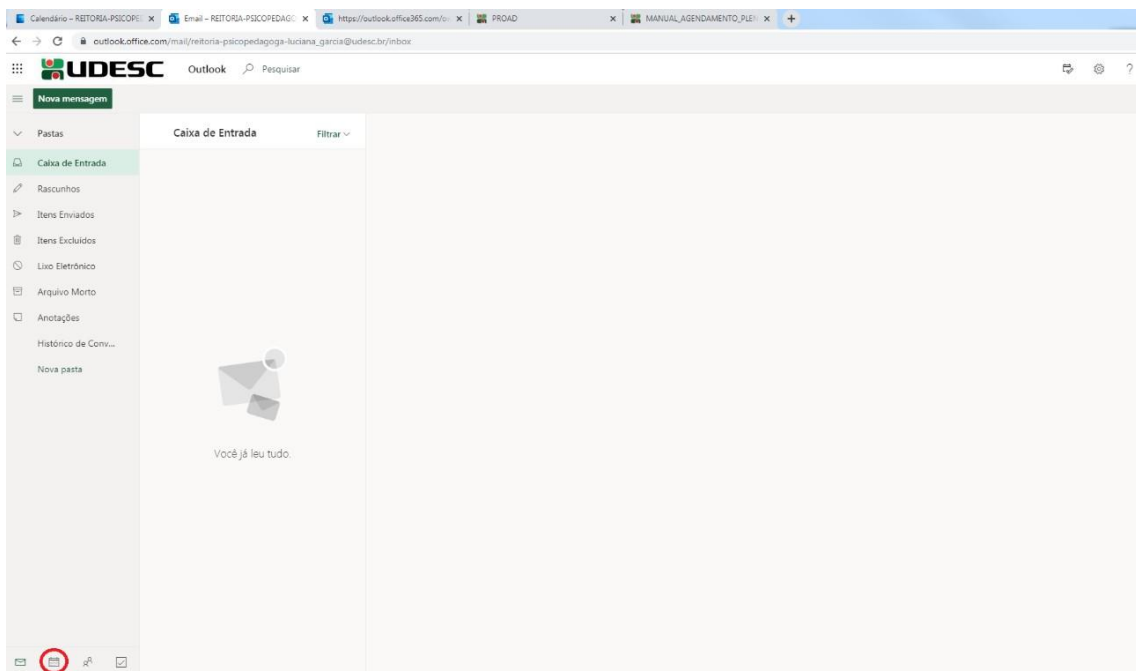 Calendário – REITORIA-PSICOPE
Email – REITORIA-PSICOPEDAGO
https://outlook.office365.com/o
PROAD
MANUAL_AGENDAMENTO_PLE
outlook.office.com/mail/reitoria-psicopedagoga-luciana_garcia@udesc.br/inbox
UDESC
Outlook
Pesquisar
Nova mensagem
Pastas
Caixa de Entrada
Filtrar
Caixa de Entrada
Rascunhos
Itens Enviados
Itens Excluídos
Lixo Eletrônico
Arquivo Morto
Anotações
Histórico de Conv...
Nova pasta
Você já leu tudo.